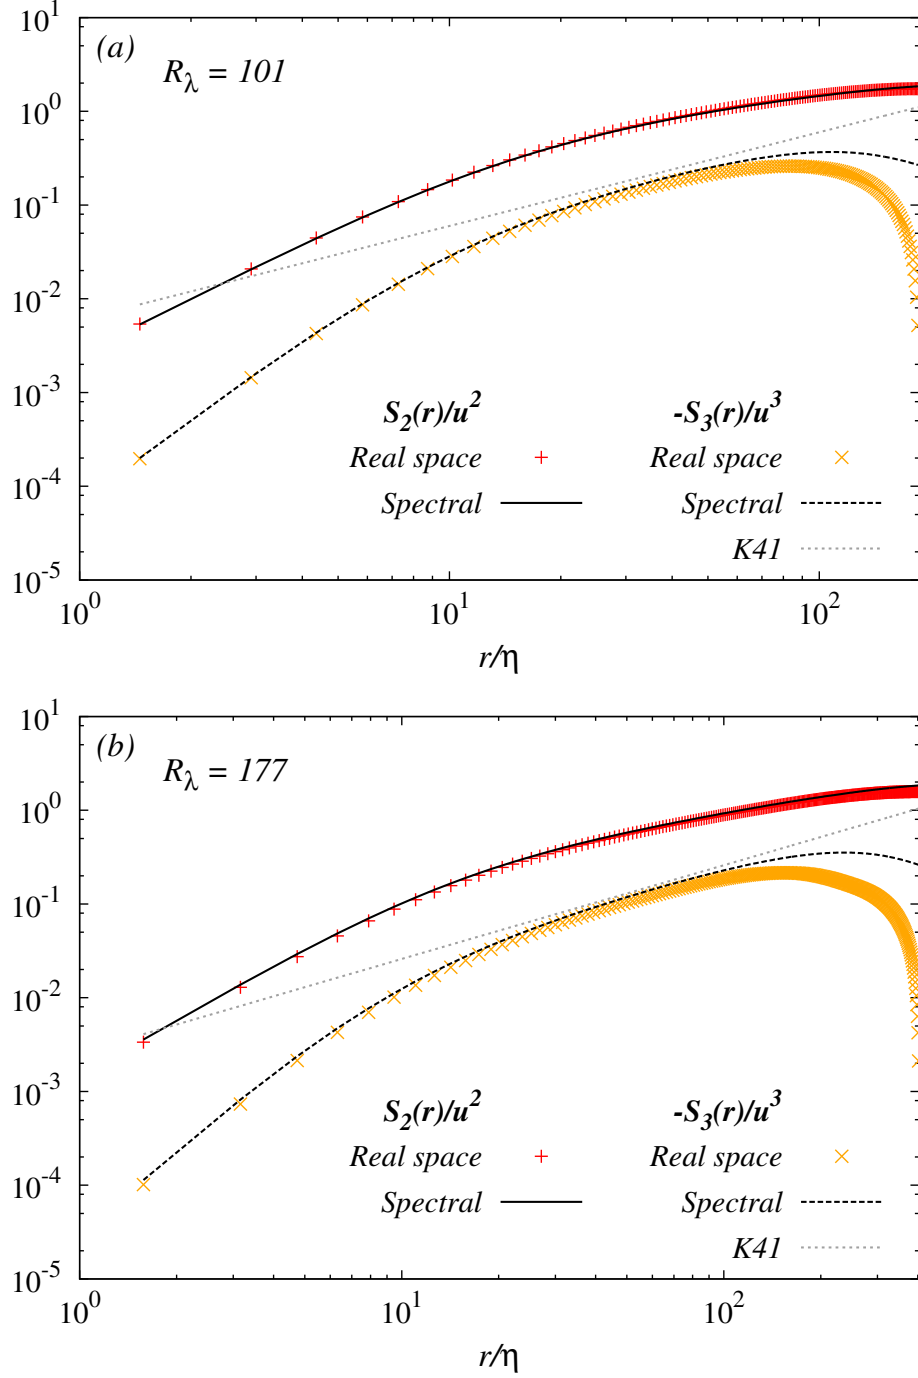 (a)
R_λ = 101
10^1
10^0
10^-1
10^-2
10^-3
10^-4
10^-5
S_2(r)/u^2 -S_3(r)/u^3
Real space Real space
Spectral Spectral
K41
10^0 10^1 10^2
r/η
(b)
R_λ = 177
10^1
10^0
10^-1
10^-2
10^-3
10^-4
10^-5
S_2(r)/u^2 -S_3(r)/u^3
Real space Real space
Spectral Spectral
K41
10^0 10^1 10^2
r/η